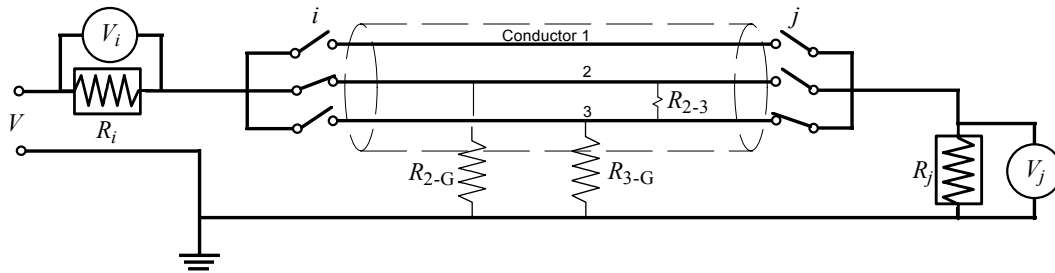 i
j
V_i
Conductor 1
2
R_2-3
V
R_i
3
R_2-G
R_3-G
R_j
V_j